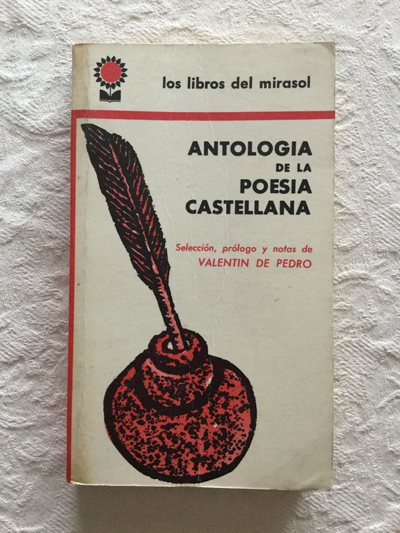 los libros del mirasol
ANTOLOGIA
DE LA
POESIA
CASTELLANA
Selección, prólogo y notas de
VALENTIN DE PEDRO